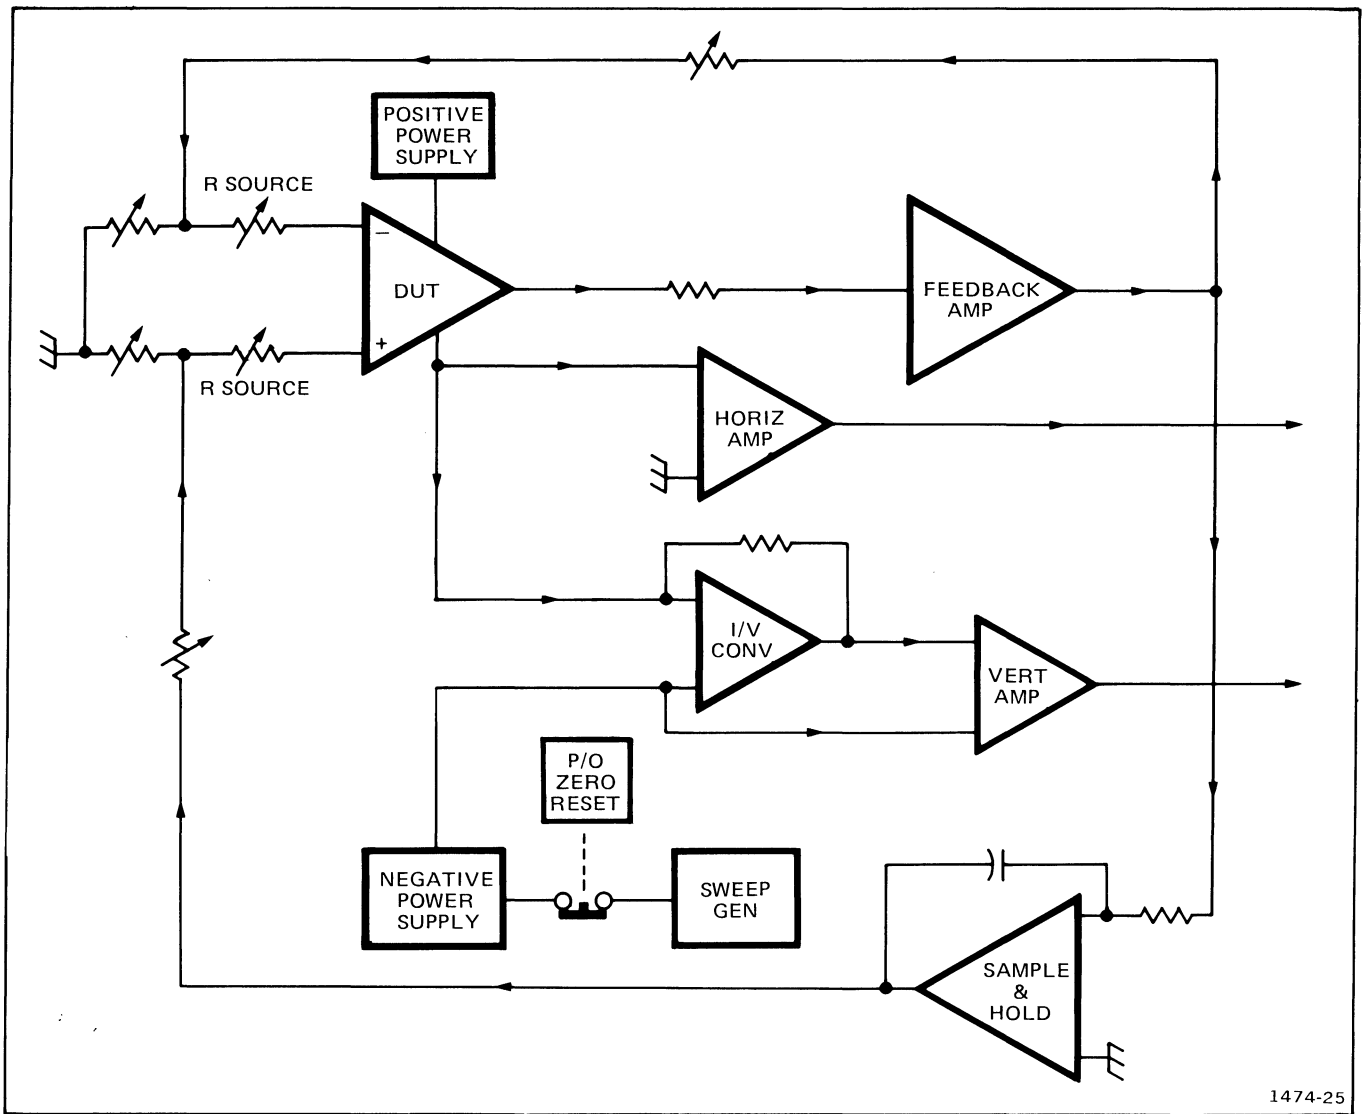 POSITIVE
POWER
SUPPLY
R SOURCE
−
DUT
+
R SOURCE
FEEDBACK
AMP
HORIZ
AMP
I/V
CONV
VERT
AMP
P/O
ZERO
RESET
NEGATIVE
POWER
SUPPLY
SWEEP
GEN
SAMPLE
&
HOLD
1474-25